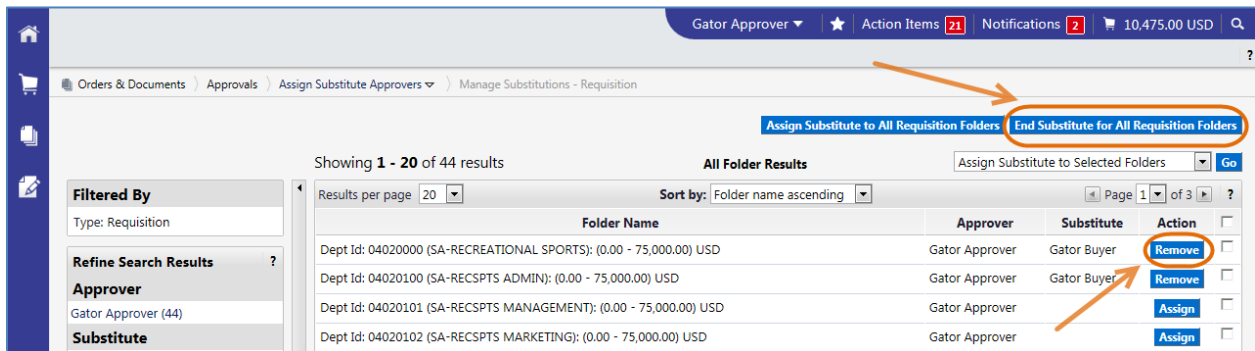 Gator Approver Action Items 21 Notifications 2 10,475.00 USD
?
Orders & Documents Approvals Assign Substitute Approvers Manage Substitutions - Requisition
Assign Substitute to All Requisition Folders End Substitute for All Requisition Folders
Showing 1 - 20 of 44 results All Folder Results Assign Substitute to Selected Folders Go
Filtered By Results per page 20 Sort by: Folder name ascending Page 1 of 3 ?
Type: Requisition Folder Name Approver Substitute Action
Dept Id: 04020000 (SA-RECREATIONAL SPORTS): (0.00 - 75,000.00) USD Gator Approver Gator Buyer Remove
Refine Search Results ?
Dept Id: 04020100 (SA-RECSPTS ADMIN): (0.00 - 75,000.00) USD Gator Approver Gator Buyer Remove
Approver
Gator Approver (44) Dept Id: 04020101 (SA-RECSPTS MANAGEMENT): (0.00 - 75,000.00) USD Gator Approver Assign
Substitute Dept Id: 04020102 (SA-RECSPTS MARKETING): (0.00 - 75,000.00) USD Gator Approver Assign